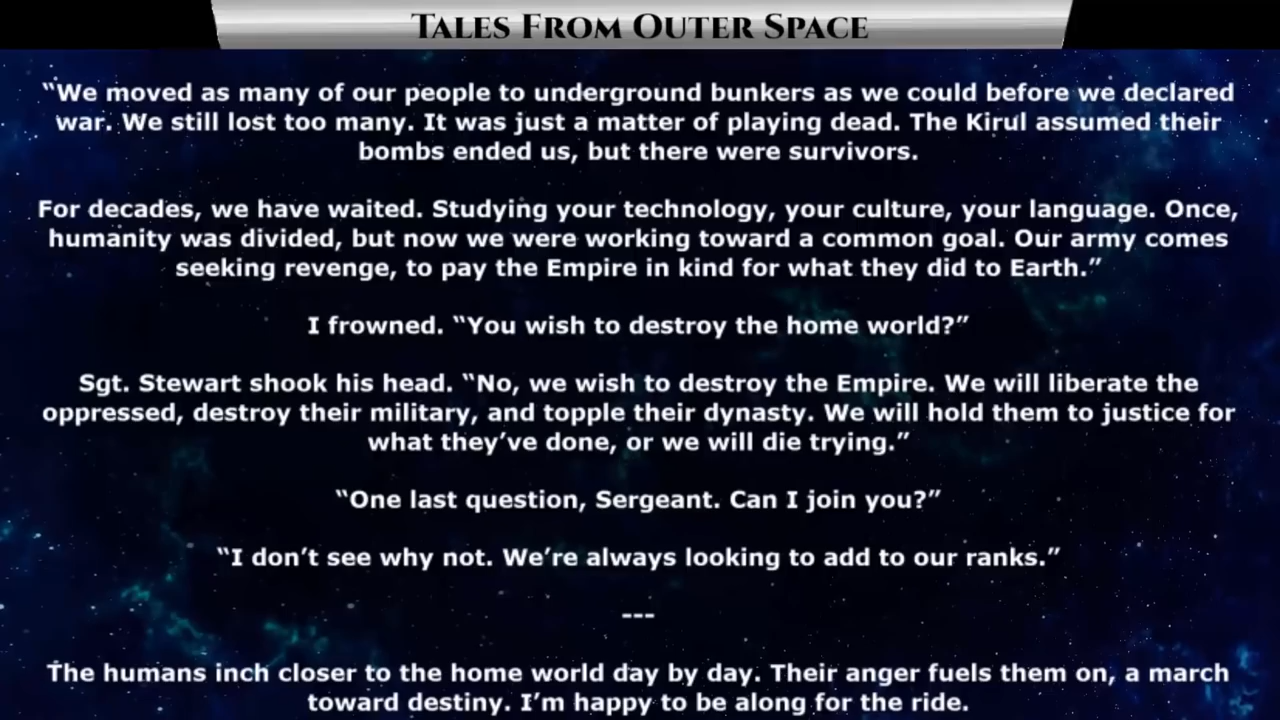 Tales From Outer Space
“We moved as many of our people to underground bunkers as we could before we declared
war. We still lost too many. It was just a matter of playing dead. The Kirul assumed their
bombs ended us, but there were survivors.
For decades, we have waited. Studying your technology, your culture, your language. Once,
humanity was divided, but now we were working toward a common goal. Our army comes
seeking revenge, to pay the Empire in kind for what they did to Earth.”
I frowned. “You wish to destroy the home world?”
Sgt. Stewart shook his head. “No, we wish to destroy the Empire. We will liberate the
oppressed, destroy their military, and topple their dynasty. We will hold them to justice for
what they’ve done, or we will die trying.”
“One last question, Sergeant. Can I join you?”
“I don’t see why not. We’re always looking to add to our ranks.”
---
The humans inch closer to the home world day by day. Their anger fuels them on, a march
toward destiny. I’m happy to be along for the ride.